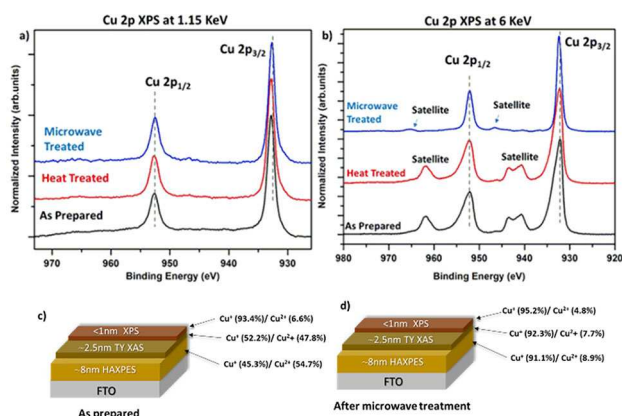 Cu 2p XPS at 1.15 KeV
a)
Cu 2p3/2
Cu 2p1/2
Microwave
Treated
Heat Treated
As Prepared
Normalized Intensity (arb.units)
970 960 950 940 930
Binding Energy (eV)
Cu 2p XPS at 6 KeV
b)
Cu 2p3/2
Cu 2p1/2
Microwave
Treated
Satellite
Satellite
Heat Treated
Satellite
Satellite
As Prepared
Normalized Intensity (arb.units)
980 970 960 950 940 930 920
Binding Energy (eV)
c)
Cu⁺ (93.4%)/ Cu²⁺ (6.6%)
<1nm XPS
Cu⁺ (52.2%)/ Cu2+ (47.8%)
~2.5nm TY XAS
Cu⁺ (45.3%)/ Cu²⁺ (54.7%)
~8nm HAXPES
FTO
As prepared
d)
Cu⁺ (95.2%)/ Cu²⁺ (4.8%)
<1nm XPS
Cu⁺ (92.3%)/ Cu2+ (7.7%)
~2.5nm TY XAS
Cu⁺ (91.1%)/ Cu²⁺ (8.9%)
~8nm HAXPES
FTO
After microwave treatment